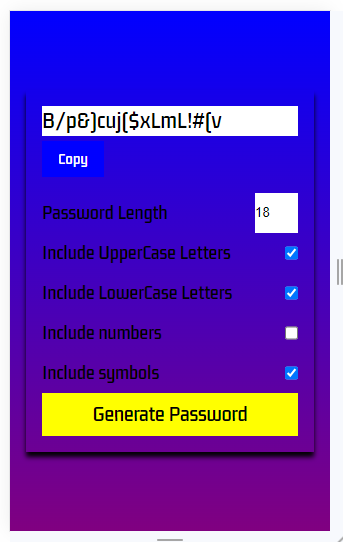 B/p&)cuj($xLmL!#(v
Copy
Password Length
18
Include UpperCase Letters
Include LowerCase Letters
Include numbers
Include symbols
Generate Password